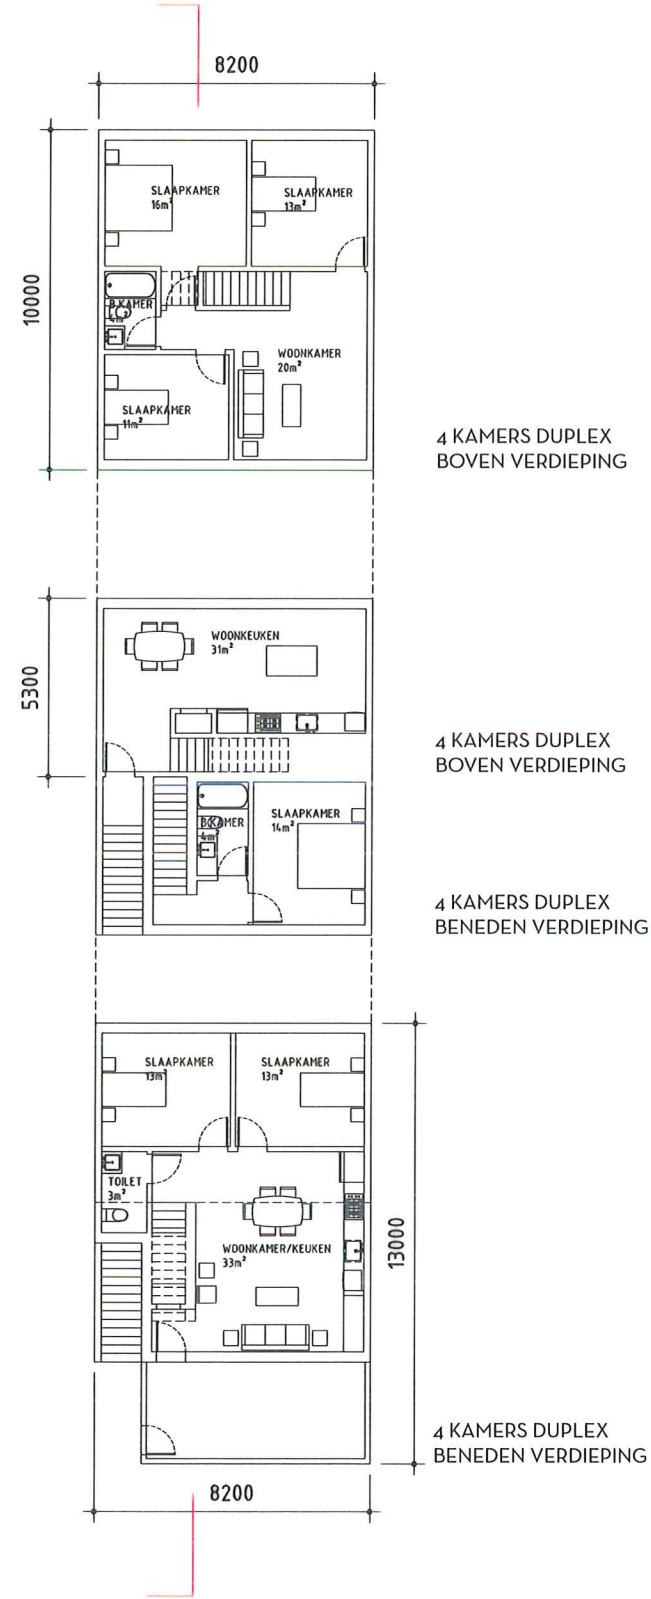 8200
10000
SLAAPKAMER
16m²
SLAAPKAMER
13m²
B.KAMER
4m²
WOONKAMER
20m²
SLAAPKAMER
11m²
4 KAMERS DUPLEX
BOVEN VERDIEPING
5300
WOONKEUKEN
31m²
4 KAMERS DUPLEX
BOVEN VERDIEPING
B.KAMER
4m²
SLAAPKAMER
14m²
4 KAMERS DUPLEX
BENEDEN VERDIEPING
SLAAPKAMER
13m²
SLAAPKAMER
13m²
TOILET
3m²
WOONKAMER/KEUKEN
33m²
13000
4 KAMERS DUPLEX
BENEDEN VERDIEPING
8200